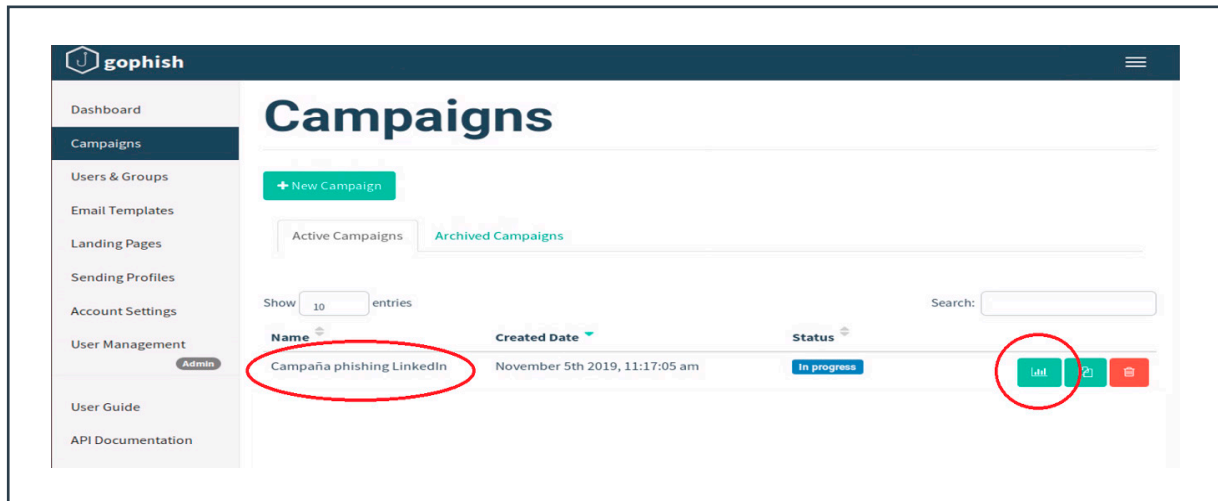 gophish
Dashboard
Campaigns
Users & Groups
Email Templates
Landing Pages
Sending Profiles
Account Settings
User Management
Admin
User Guide
API Documentation
Campaigns
+ New Campaign
Active Campaigns Archived Campaigns
Show 10 entries Search:
Name Created Date Status
Campaña phishing LinkedIn November 5th 2019, 11:17:05 am In progress